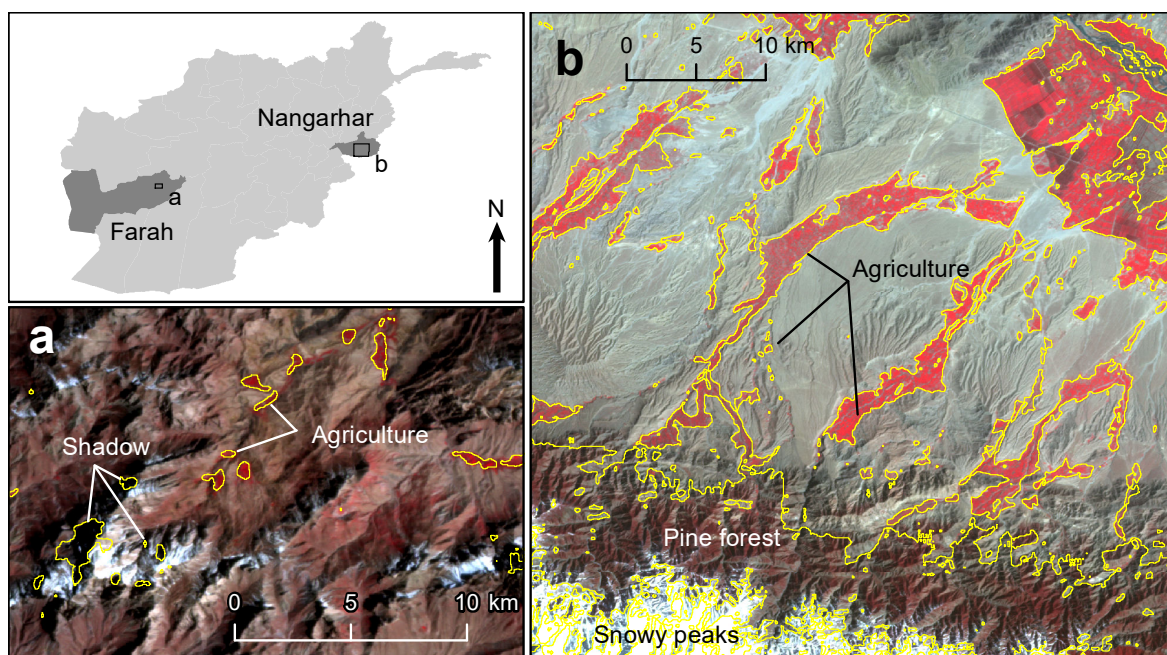 Nangarhar
b
a
Farah
N
a
Shadow
Agriculture
0 5 10 km
b
0 5 10 km
Agriculture
Pine forest
Snowy peaks